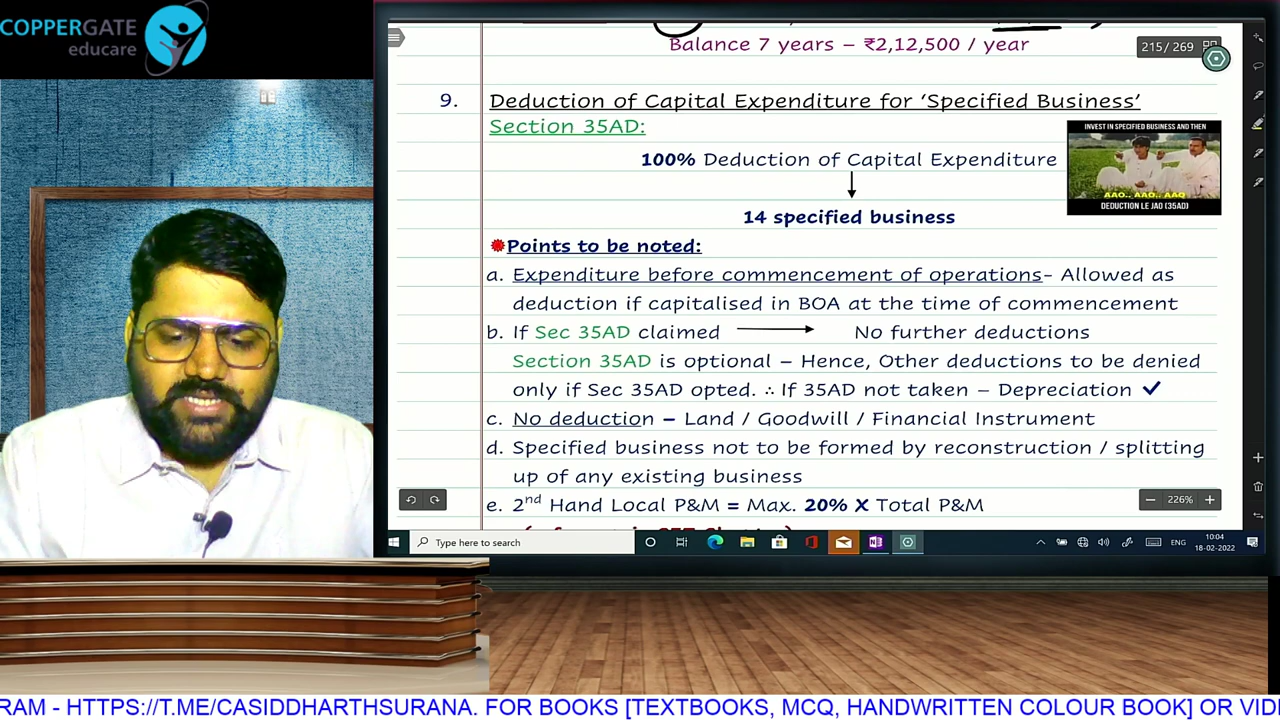 COPPERGATE
educare
Balance 7 years – ₹2,12,500 / year
215 / 269
9. Deduction of Capital Expenditure for ‘Specified Business’
Section 35AD:
100% Deduction of Capital Expenditure
14 specified business
INVEST IN SPECIFIED BUSINESS AND THEN
AAO.. AAO.. AAO
DEDUCTION LE JAO (35AD)
Points to be noted:
a. Expenditure before commencement of operations- Allowed as
deduction if capitalised in BOA at the time of commencement
b. If Sec 35AD claimed No further deductions
Section 35AD is optional – Hence, Other deductions to be denied
only if Sec 35AD opted. ∴ If 35AD not taken – Depreciation ✓
c. No deduction – Land / Goodwill / Financial Instrument
d. Specified business not to be formed by reconstruction / splitting
up of any existing business
e. 2nd Hand Local P&M = Max. 20% X Total P&M
226%
Type here to search
ENG
10:04
18-02-2022
RAM - HTTPS://T.ME/CASIDDHARTHSURANA. FOR BOOKS [TEXTBOOKS, MCQ, HANDWRITTEN COLOUR BOOK] OR VID